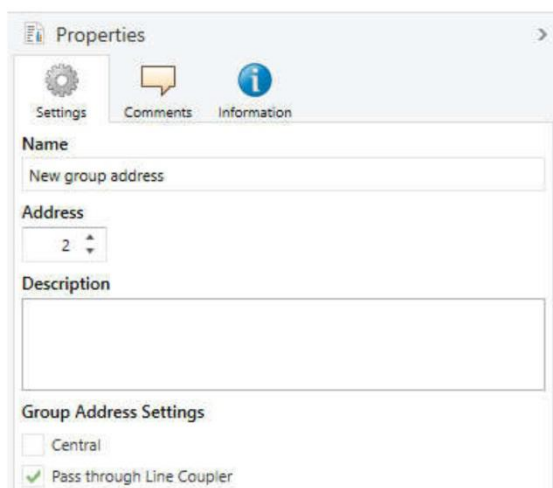 Properties
Settings Comments Information
Name
New group address
Address
2
Description
Group Address Settings
Central
Pass through Line Coupler